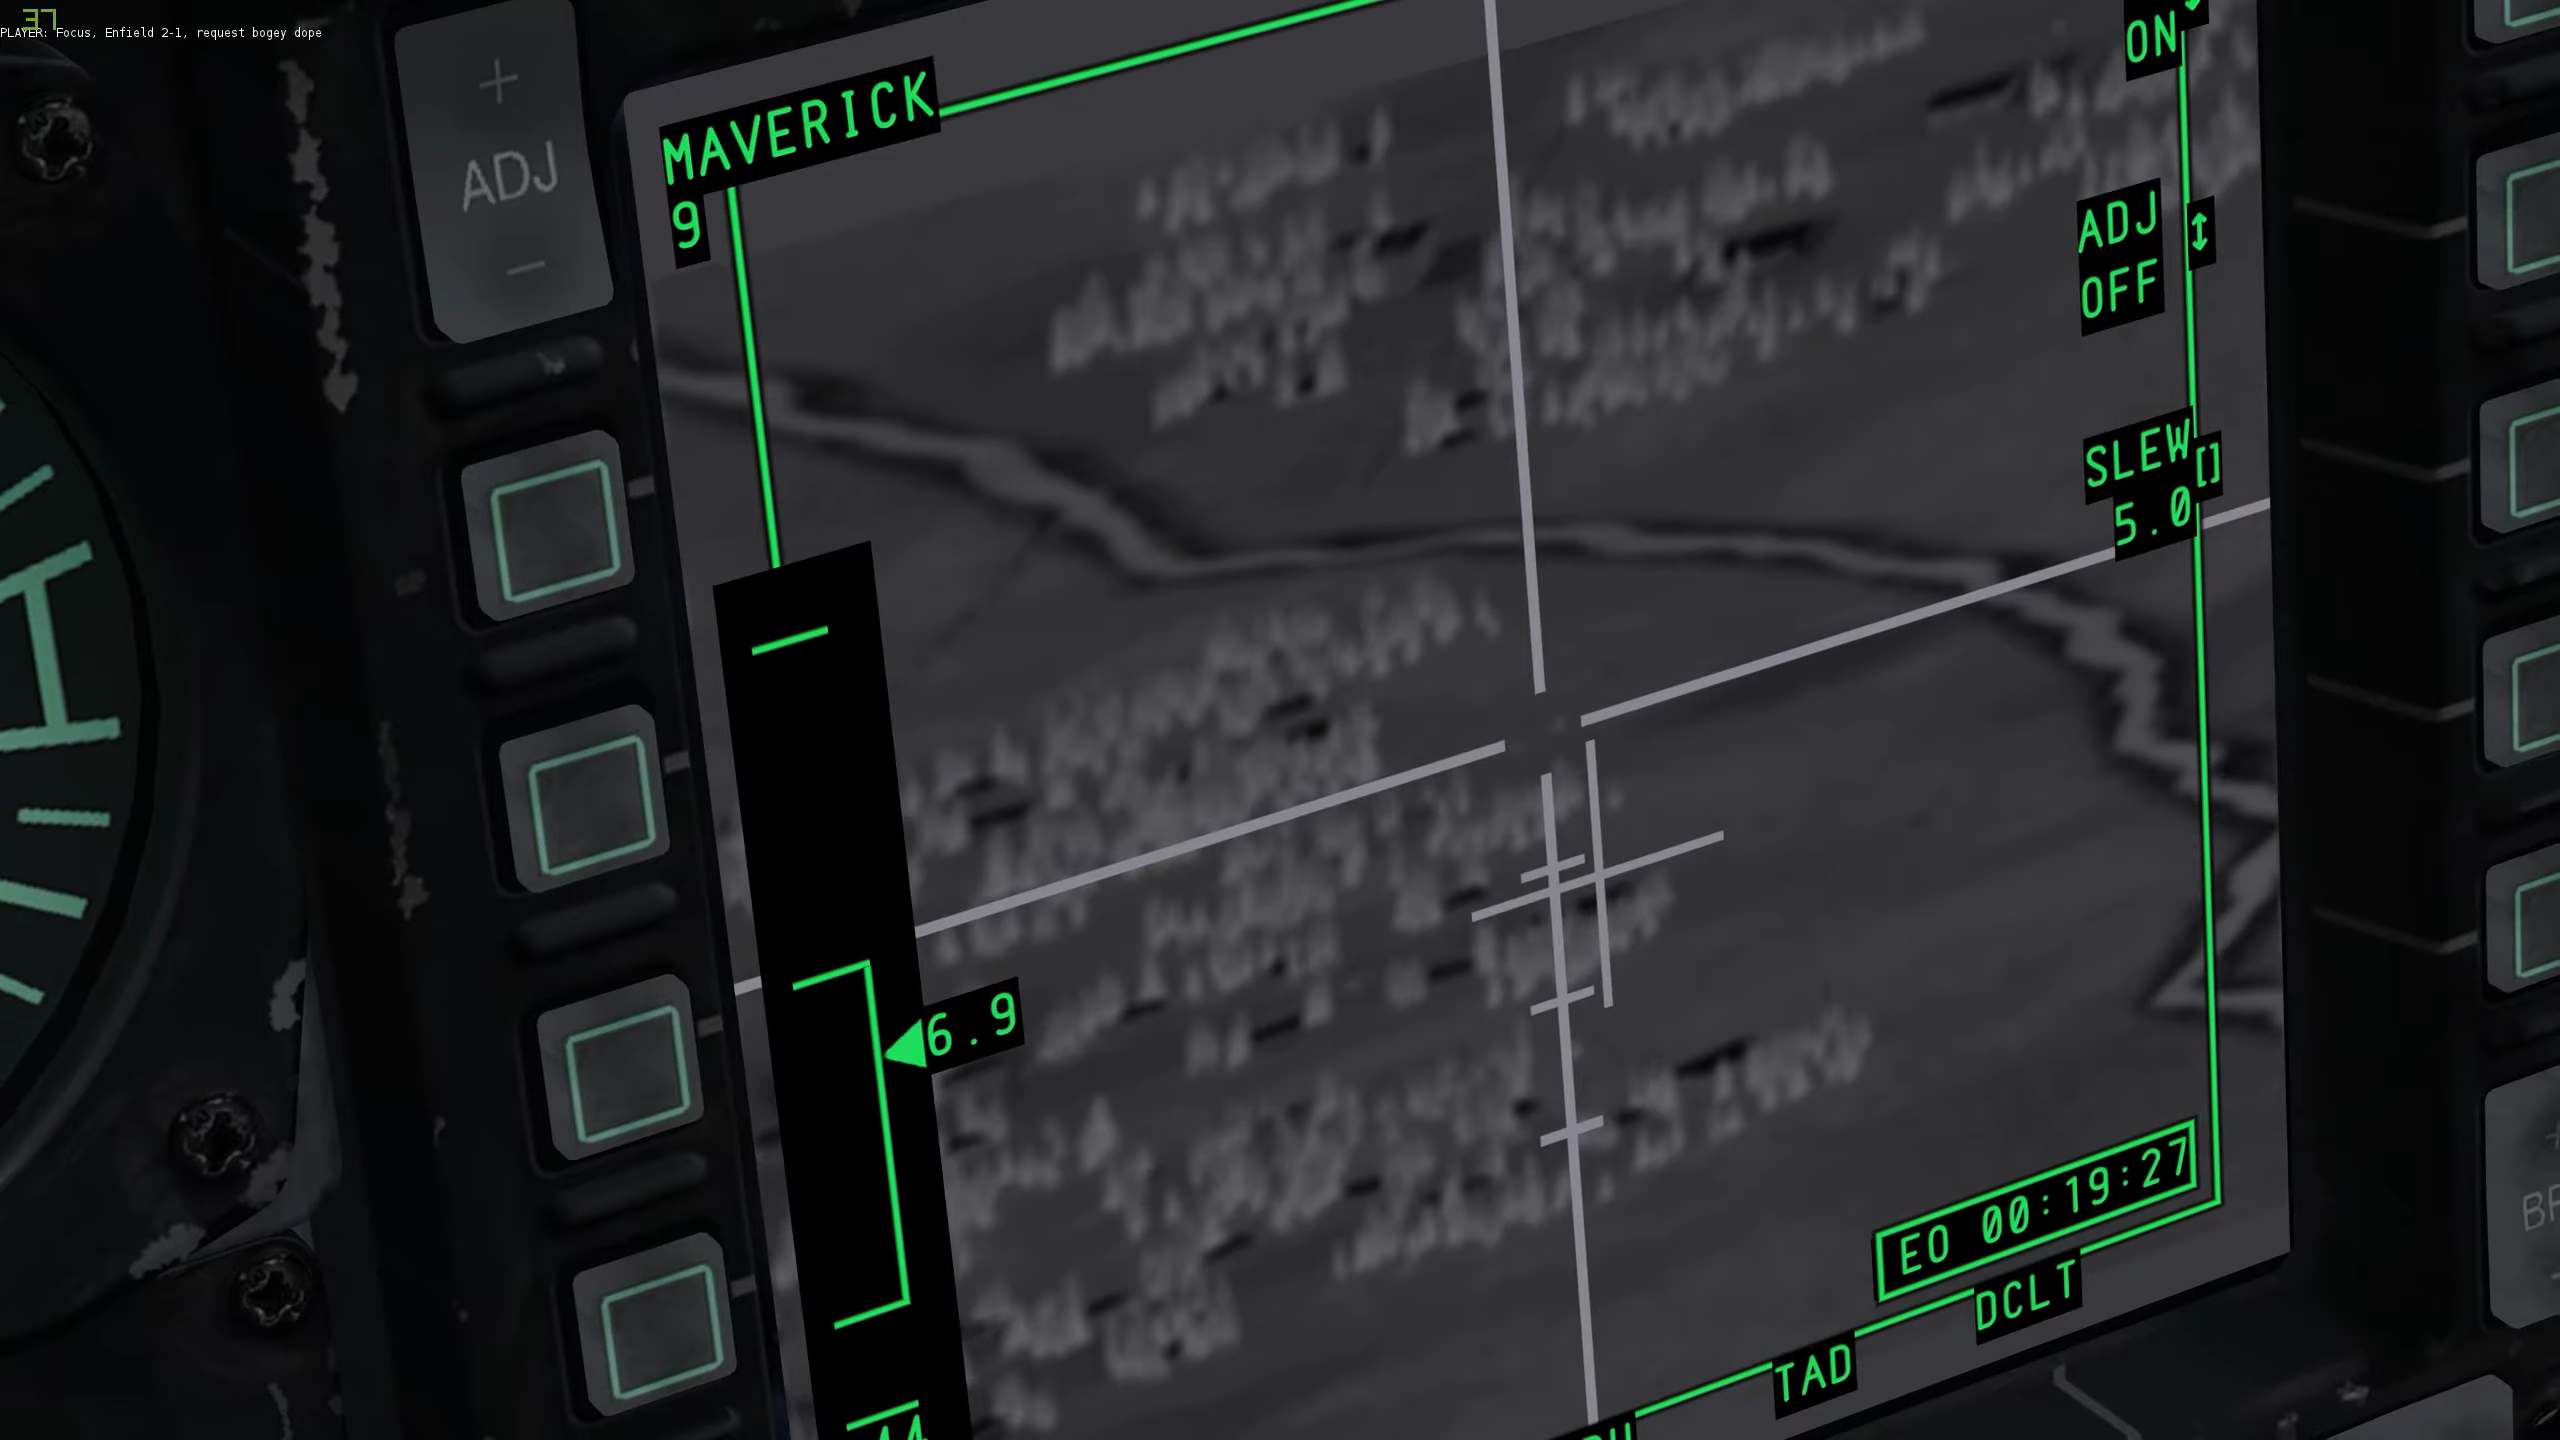 37
PLAYER: Focus, Enfield 2-1, request bogey dope
+
ADJ
−
MAVERICK
9
ON
ADJ
OFF
SLEW
5.0
6.9
EO 00:19:27
DCLT
TAD